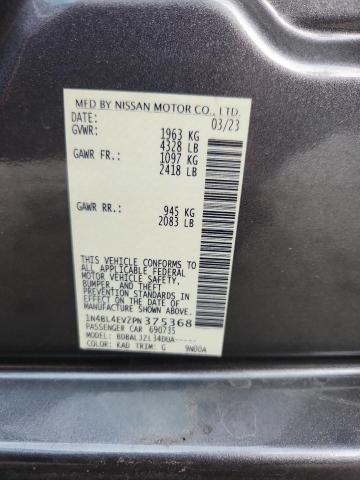 MFD BY NISSAN MOTOR CO., LTD.
DATE: 03/23
GVWR: 1963 KG
4328 LB
GAWR FR.: 1097 KG
2418 LB
GAWR RR.: 945 KG
2083 LB
THIS VEHICLE CONFORMS TO
ALL APPLICABLE FEDERAL
MOTOR VEHICLE SAFETY,
BUMPER, AND THEFT
PREVENTION STANDARDS
IN EFFECT ON THE DATE OF
MANUFACTURE SHOWN ABOVE.
1N4BL4EV2PN375368
PASSENGER CAR 690735
MODEL: BDBALJZL34DUA-----
COLOR: KAD TRIM: G 9N00A